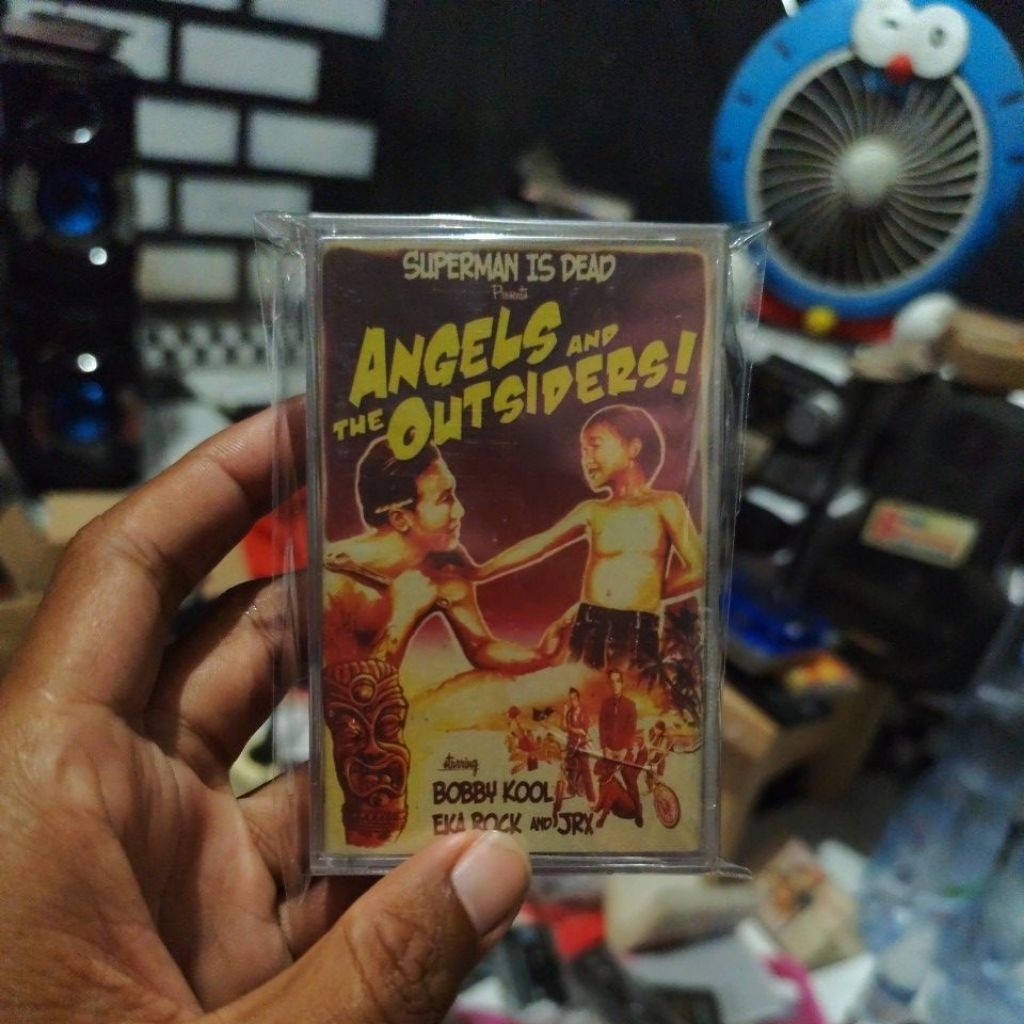 SUPERMAN IS DEAD
Presents
ANGELS AND
THE OUTSIDERS!
starring
BOBBY KOOL
EKA ROCK AND JRX